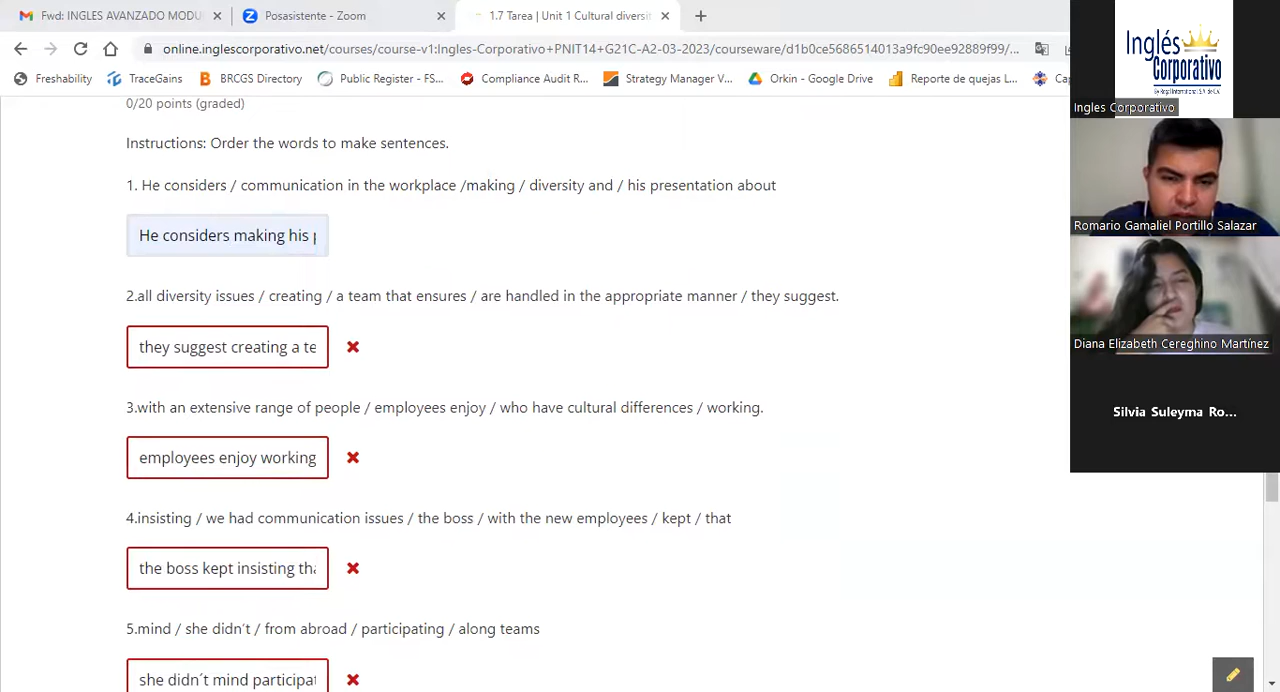 Fwd: INGLES AVANZADO MODU
Posasistente - Zoom
1.7 Tarea | Unit 1 Cultural diversit
online.inglescorporativo.net/courses/course-v1:Ingles-Corporativo+PNIT14+G21C-A2-03-2023/courseware/d1b0ce5686514013a9fc90ee92889f99/...
Freshability
TraceGains
BRCGS Directory
Public Register - FS...
Compliance Audit R...
Strategy Manager V...
Orkin - Google Drive
Reporte de quejas L...
Cap
0/20 points (graded)
Instructions: Order the words to make sentences.
1. He considers / communication in the workplace /making / diversity and / his presentation about
He considers making his p
2.all diversity issues / creating / a team that ensures / are handled in the appropriate manner / they suggest.
they suggest creating a te
3.with an extensive range of people / employees enjoy / who have cultural differences / working.
employees enjoy working
4.insisting / we had communication issues / the boss / with the new employees / kept / that
the boss kept insisting tha
5.mind / she didn´t / from abroad / participating / along teams
she didn´t mind participat
Inglés
Corporativo
Ingles Corporativo
Romario Gamaliel Portillo Salazar
Diana Elizabeth Cereghino Martínez
Silvia Suleyma Ro...